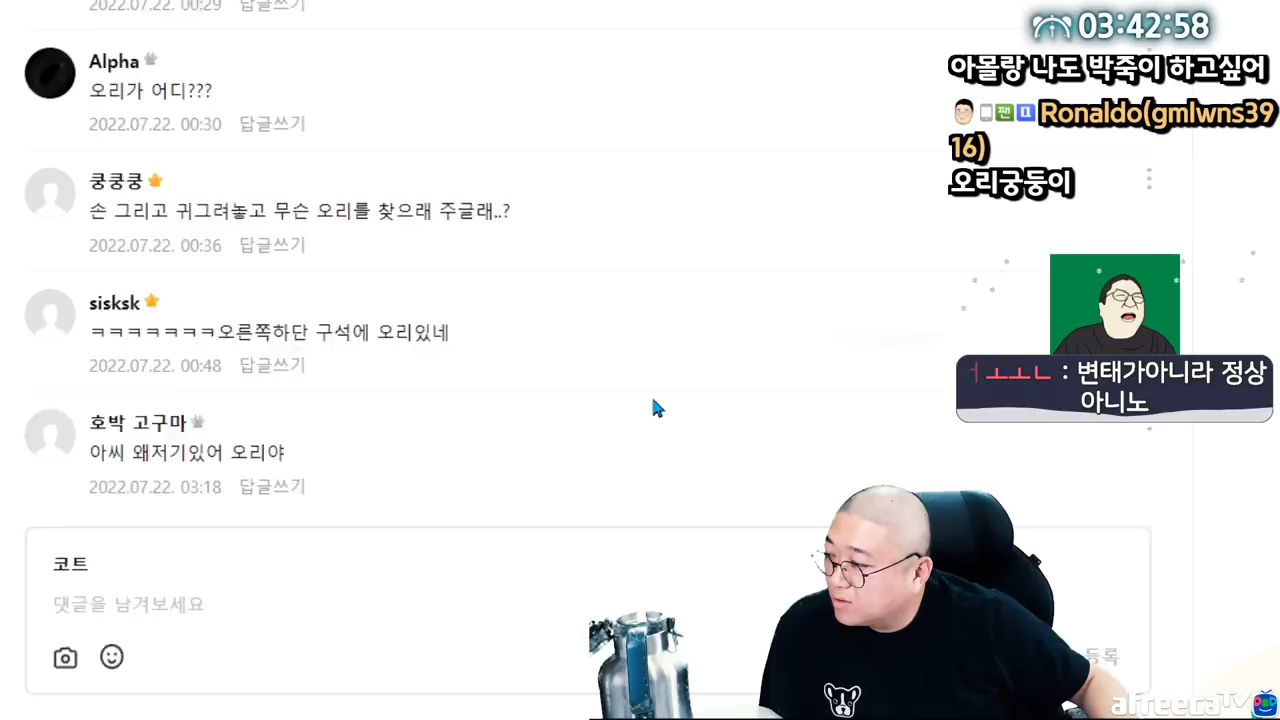 2022.07.22. 00:29 답글쓰기
Alpha
오리가 어디???
2022.07.22. 00:30 답글쓰기
쿵쿵쿵
손 그리고 귀그려놓고 무슨 오리를 찾으래 주글래..?
2022.07.22. 00:36 답글쓰기
sisksk
ㅋㅋㅋㅋㅋㅋㅋ오른쪽하단 구석에 오리있네
2022.07.22. 00:48 답글쓰기
호박 고구마
아씨 왜저기있어 오리야
2022.07.22. 03:18 답글쓰기
코트
댓글을 남겨보세요
등록
03:42:58
아몰랑 나도 박죽이 하고싶어
짼 Ronaldo(gmlwns39
16)
오리궁둥이
ㅓㅗㅗㄴ : 변태가아니라 정상
아니노
afreecaTV